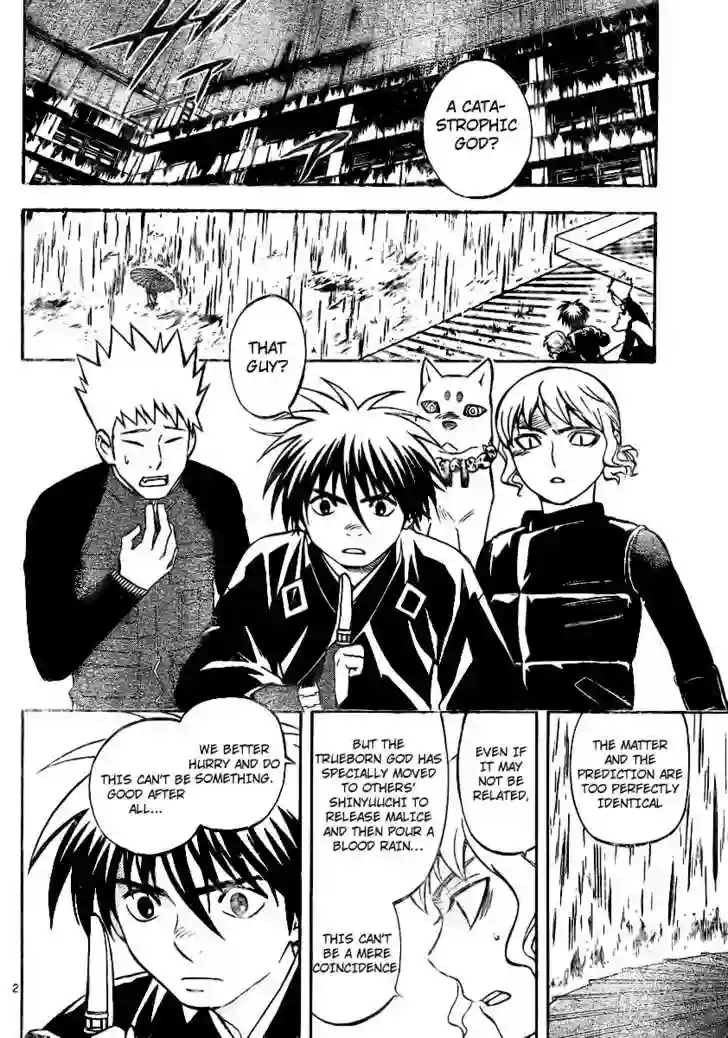 A CATA-
STROPHIC
GOD?
THAT
GUY?
THE MATTER
AND THE
PREDICTION ARE
TOO PERFECTLY
IDENTICAL
EVEN IF
IT MAY
NOT BE
RELATED,
BUT THE
TRUEBORN GOD HAS
SPECIALLY MOVED
TO OTHERS'
SHINYUUCHI TO
RELEASE MALICE
AND THEN POUR A
BLOOD RAIN...
THIS CAN'T
BE A MERE
COINCIDENCE
WE BETTER
HURRY AND DO
SOMETHING.
THIS CAN'T BE
GOOD AFTER
ALL...
2